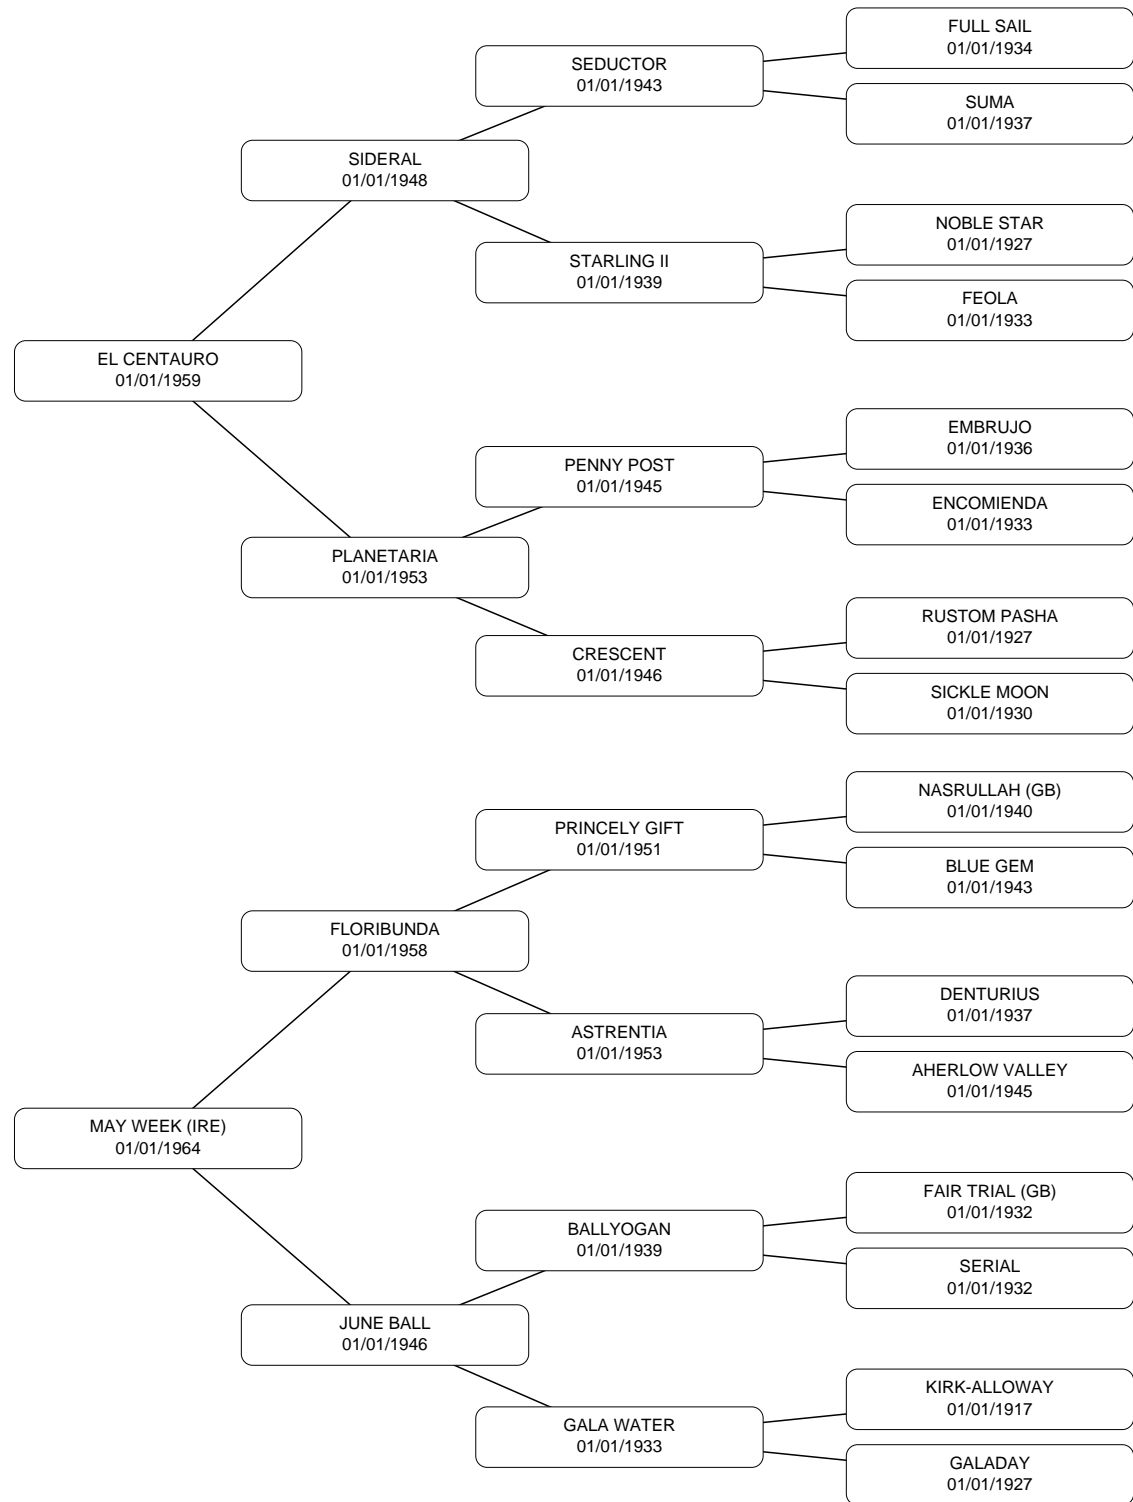 FULL SAIL
01/01/1934
SEDUCTOR
01/01/1943
SUMA
01/01/1937
SIDERAL
01/01/1948
NOBLE STAR
01/01/1927
STARLING II
01/01/1939
FEOLA
01/01/1933
EL CENTAURO
01/01/1959
EMBRUJO
01/01/1936
PENNY POST
01/01/1945
ENCOMIENDA
01/01/1933
PLANETARIA
01/01/1953
RUSTOM PASHA
01/01/1927
CRESCENT
01/01/1946
SICKLE MOON
01/01/1930
NASRULLAH (GB)
01/01/1940
PRINCELY GIFT
01/01/1951
BLUE GEM
01/01/1943
FLORIBUNDA
01/01/1958
DENTURIUS
01/01/1937
ASTRENTIA
01/01/1953
AHERLOW VALLEY
01/01/1945
MAY WEEK (IRE)
01/01/1964
FAIR TRIAL (GB)
01/01/1932
BALLYOGAN
01/01/1939
SERIAL
01/01/1932
JUNE BALL
01/01/1946
KIRK-ALLOWAY
01/01/1917
GALA WATER
01/01/1933
GALADAY
01/01/1927